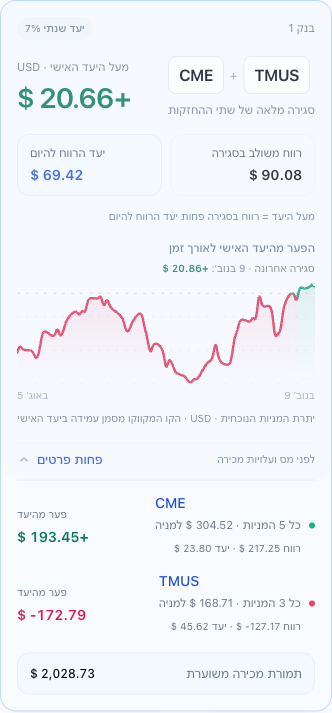 בנק 1
יעד שנתי 7%
CME + TMUS
מעל היעד האישי · USD
$ 20.66+
סגירה מלאה של שתי ההחזקות
רווח משולב בסגירה
$ 90.08
יעד הרווח להיום
$ 69.42
מעל היעד = רווח בסגירה פחות יעד הרווח להיום
הפער מהיעד האישי לאורך זמן
סגירה אחרונה · 9 בנוב׳: $ 20.86+
5 באוג׳
9 בנוב׳
יתרת המניות הנוכחית · USD · הקו המקווקו מסמן עמידה ביעד האישי
לפני מס ועלויות מכירה
פחות פרטים
CME
כל 5 המניות · 304.52 $ למניה
רווח 217.25 $ · יעד 23.80 $
פער מהיעד
$ 193.45+
TMUS
כל 3 המניות · 168.71 $ למניה
רווח 127.17- $ · יעד 45.62 $
פער מהיעד
$ -172.79
תמורת מכירה משוערת
$ 2,028.73